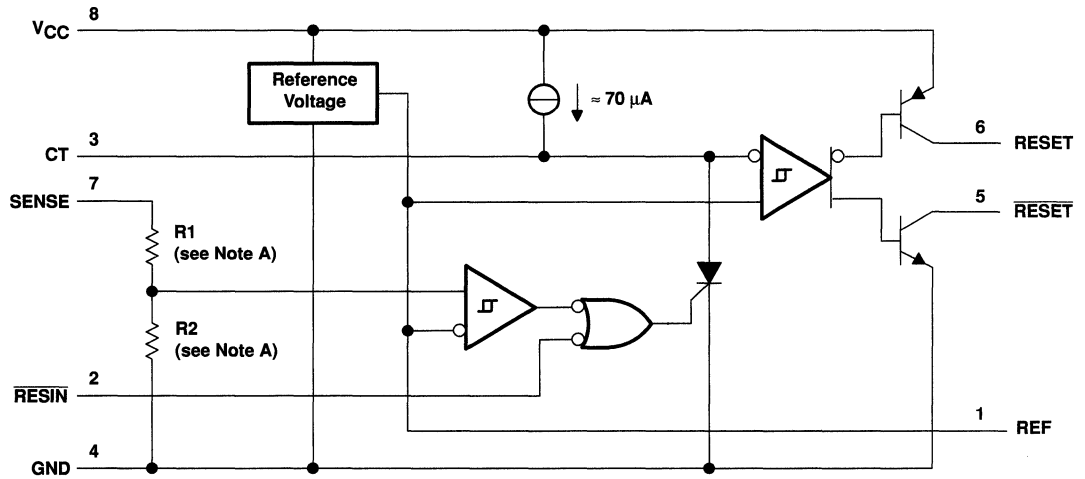 8
VCC
Reference
Voltage
≈ 70 μA
3
CT
6
RESET
7
SENSE
5
RESET
R1
(see Note A)
R2
(see Note A)
2
RESIN
1
REF
4
GND